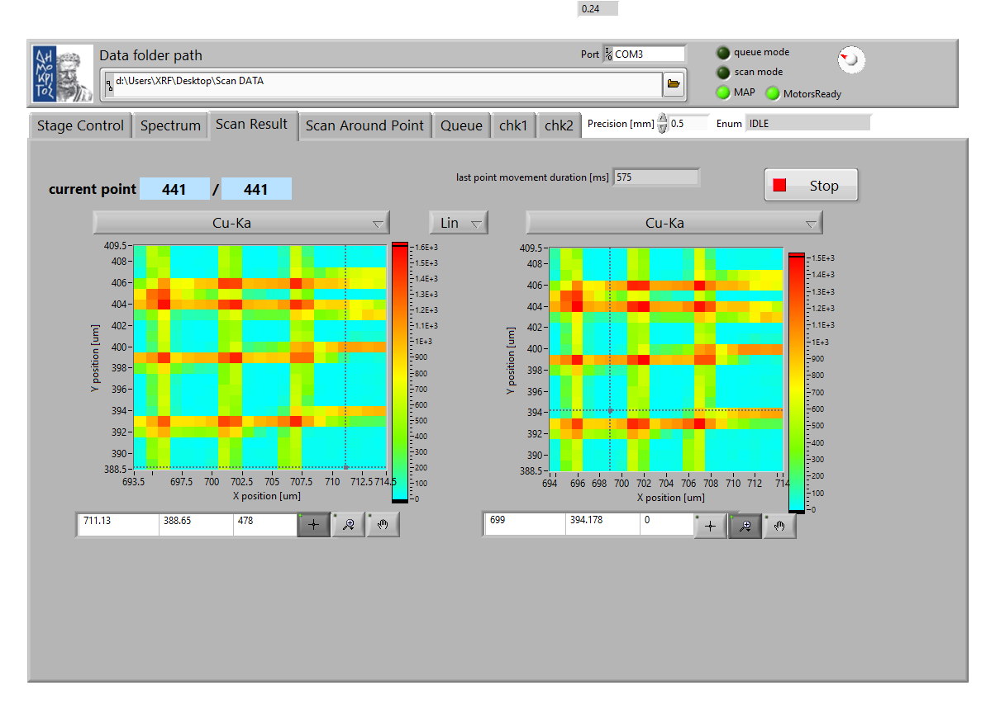 0.24
ΔΗ
ΜΟ
ΚΡΙ
ΤΟΣ
Data folder path
Port COM3
queue mode
d:\Users\XRF\Desktop\Scan DATA
scan mode
MAP MotorsReady
Stage Control Spectrum Scan Result Scan Around Point Queue chk1 chk2 Precision [mm] 0.5 Enum IDLE
current point 441 / 441
last point movement duration [ms] 575
Stop
Cu-Ka
Lin
Y position [um]
409.5
408
406
404
402
400
398
396
394
392
390
388.5
693.5 697.5 700 702.5 705 707.5 710 712.5 714.5
X position [um]
1.6E+3
1.5E+3
1.4E+3
1.3E+3
1.2E+3
1.1E+3
1E+3
900
800
700
600
500
400
300
200
100
0
711.13 388.65 478
Cu-Ka
Y position [um]
409.5
408
406
404
402
400
398
396
394
392
390
388.5
694 696 698 700 702 704 706 708 710 712 714
X position [um]
1.5E+3
1.4E+3
1.3E+3
1.2E+3
1.1E+3
1E+3
900
800
700
600
500
400
300
200
100
0
699 394.178 0